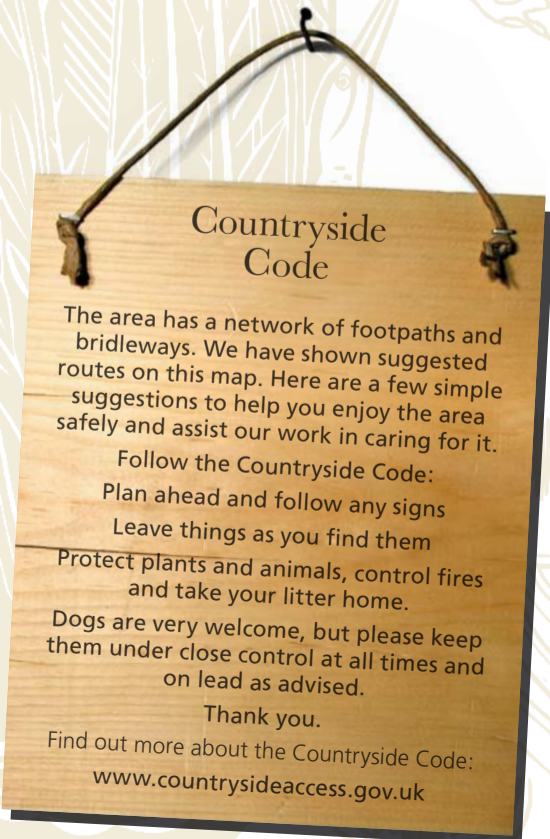 Countryside
Code
The area has a network of footpaths and
bridleways. We have shown suggested
routes on this map. Here are a few simple
suggestions to help you enjoy the area
safely and assist our work in caring for it.
Follow the Countryside Code:
Plan ahead and follow any signs
Leave things as you find them
Protect plants and animals, control fires
and take your litter home.
Dogs are very welcome, but please keep
them under close control at all times and
on lead as advised.
Thank you.
Find out more about the Countryside Code:
www.countrysideaccess.gov.uk